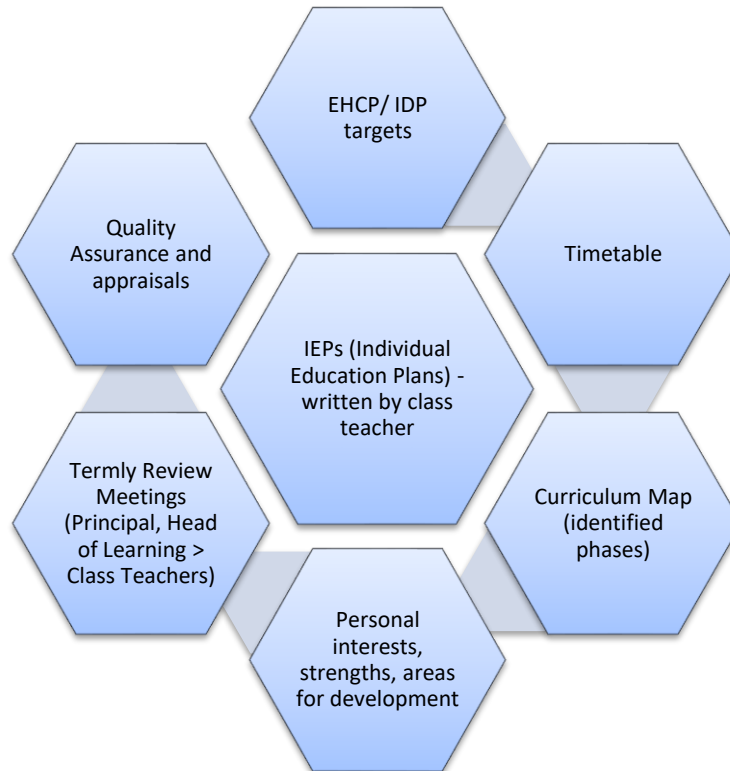 EHCP/ IDP
targets
Quality
Assurance and
appraisals
Timetable
IEPs (Individual
Education Plans) -
written by class
teacher
Termly Review
Meetings
(Principal, Head
of Learning >
Class Teachers)
Curriculum Map
(identified
phases)
Personal
interests,
strengths, areas
for development